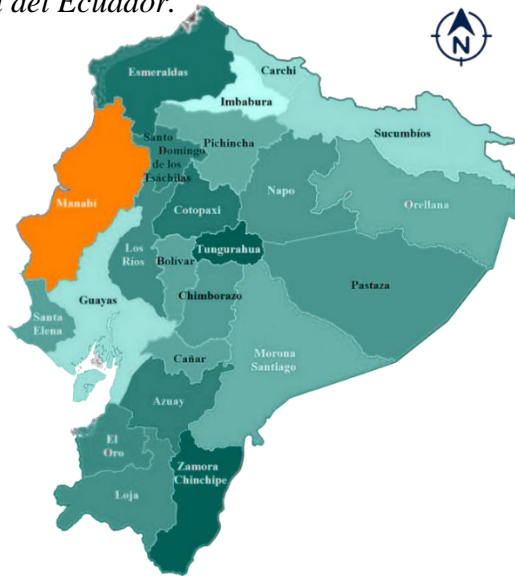 del Ecuador.
N
Esmeraldas
Carchi
Imbabura
Sucumbíos
Santo
Domingo
de los
Tsáchilas
Pichincha
Napo
Orellana
Manabí
Cotopaxi
Tungurahua
Los
Ríos
Bolívar
Pastaza
Guayas
Chimborazo
Santa
Elena
Cañar
Morona
Santiago
Azuay
El
Oro
Zamora
Chinchipe
Loja